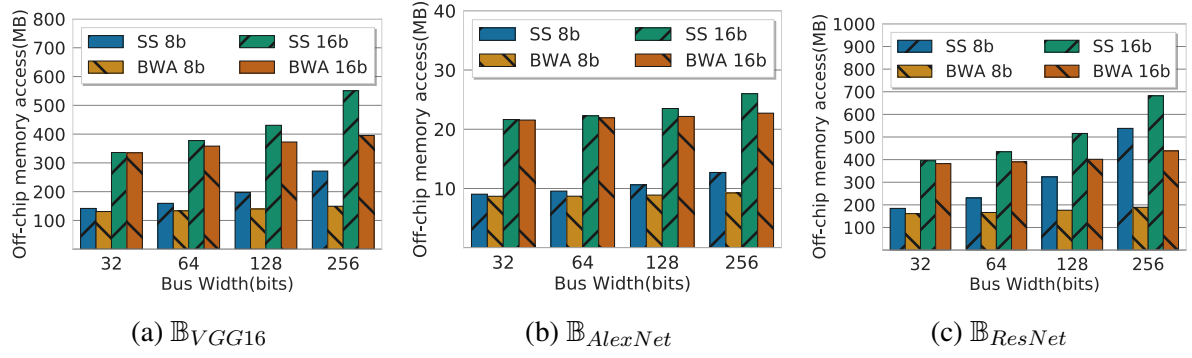 Off-chip memory access(MB)
800
700
600
500
400
300
200
100
SS 8b
SS 16b
BWA 8b
BWA 16b
32 64 128 256
Bus Width(bits)
(a) 𝔹VGG16
Off-chip memory access(MB)
40
30
20
10
SS 8b
SS 16b
BWA 8b
BWA 16b
32 64 128 256
Bus Width(bits)
(b) 𝔹AlexNet
Off-chip memory access(MB)
1000
900
800
700
600
500
400
300
200
100
SS 8b
SS 16b
BWA 8b
BWA 16b
32 64 128 256
Bus Width(bits)
(c) 𝔹ResNet